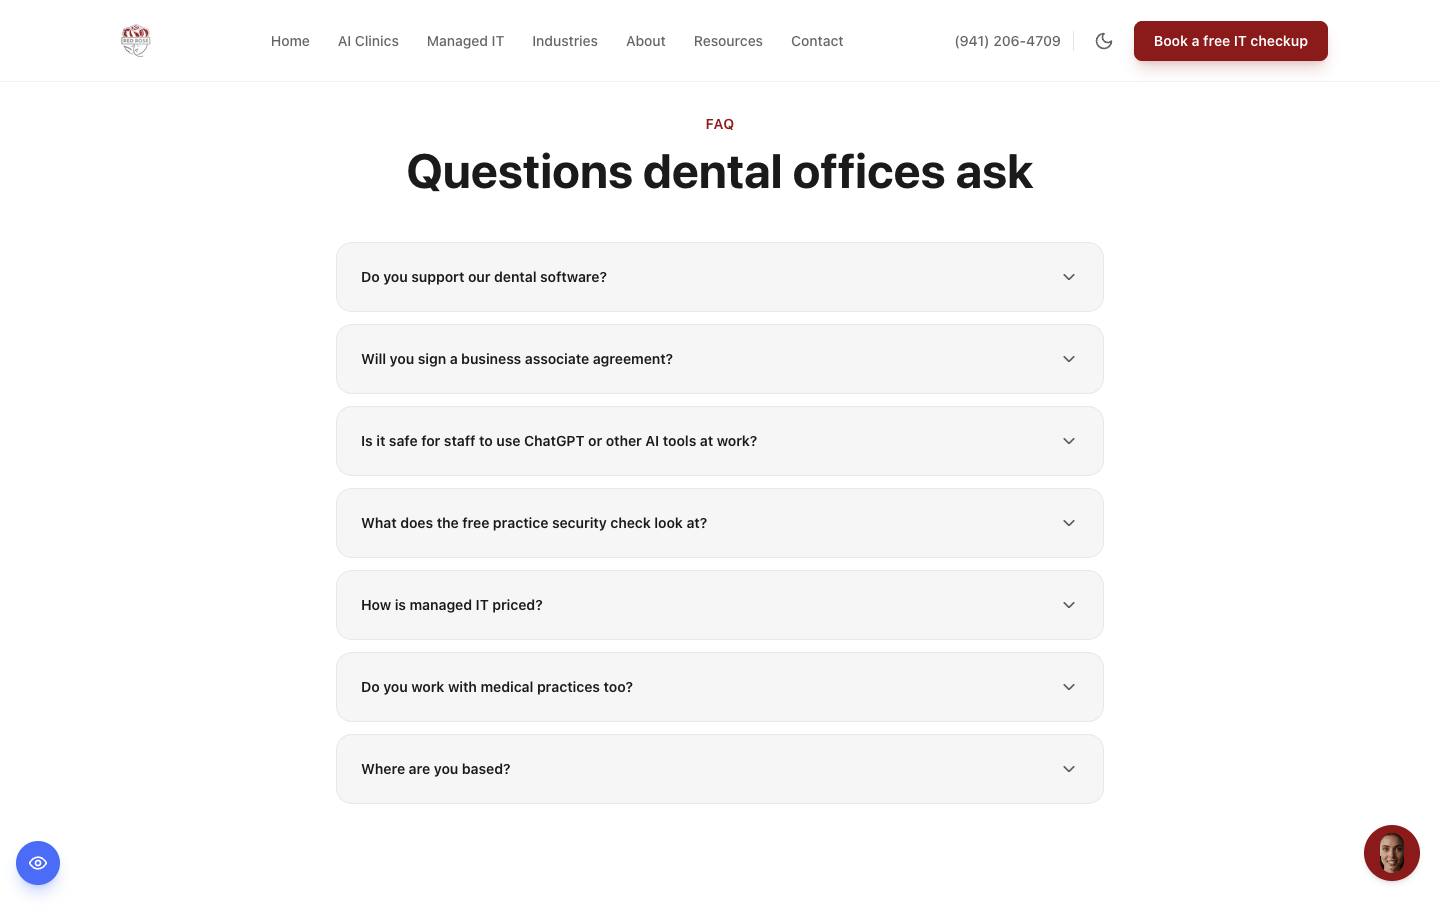 RED ROSE
Home
AI Clinics
Managed IT
Industries
About
Resources
Contact
(941) 206-4709
Book a free IT checkup
FAQ
Questions dental offices ask
Do you support our dental software?
Will you sign a business associate agreement?
Is it safe for staff to use ChatGPT or other AI tools at work?
What does the free practice security check look at?
How is managed IT priced?
Do you work with medical practices too?
Where are you based?